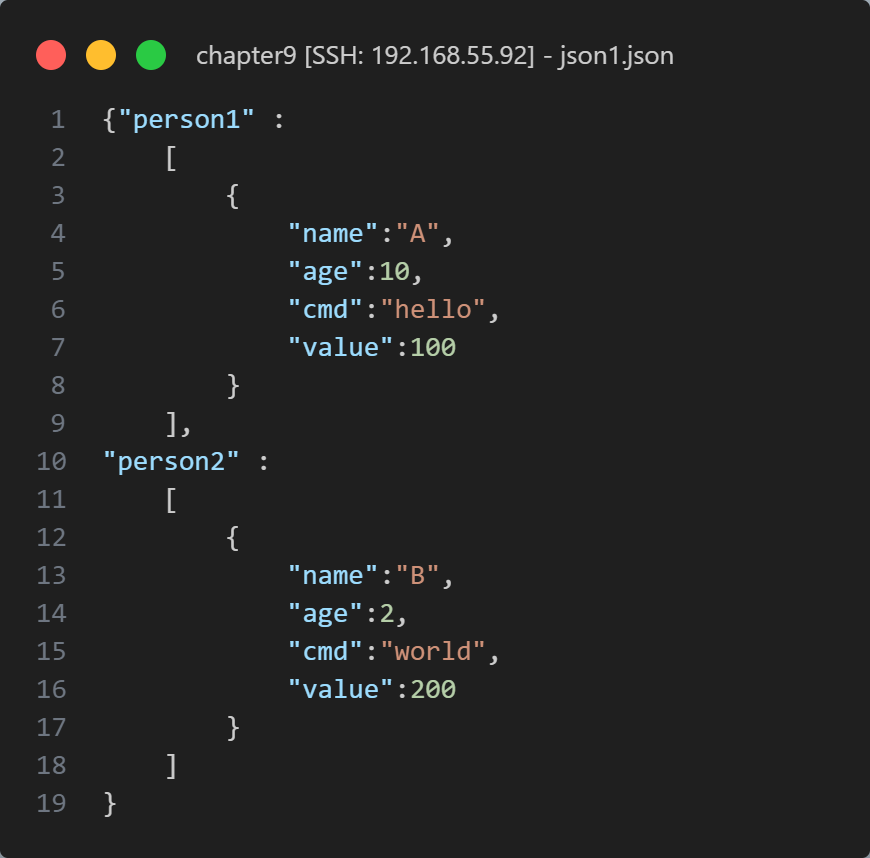 chapter9 [SSH: 192.168.55.92] - json1.json
1 {"person1" :
2     [
3         {
4             "name":"A",
5             "age":10,
6             "cmd":"hello",
7             "value":100
8         }
9     ],
10 "person2" :
11     [
12         {
13             "name":"B",
14             "age":2,
15             "cmd":"world",
16             "value":200
17         }
18     ]
19 }